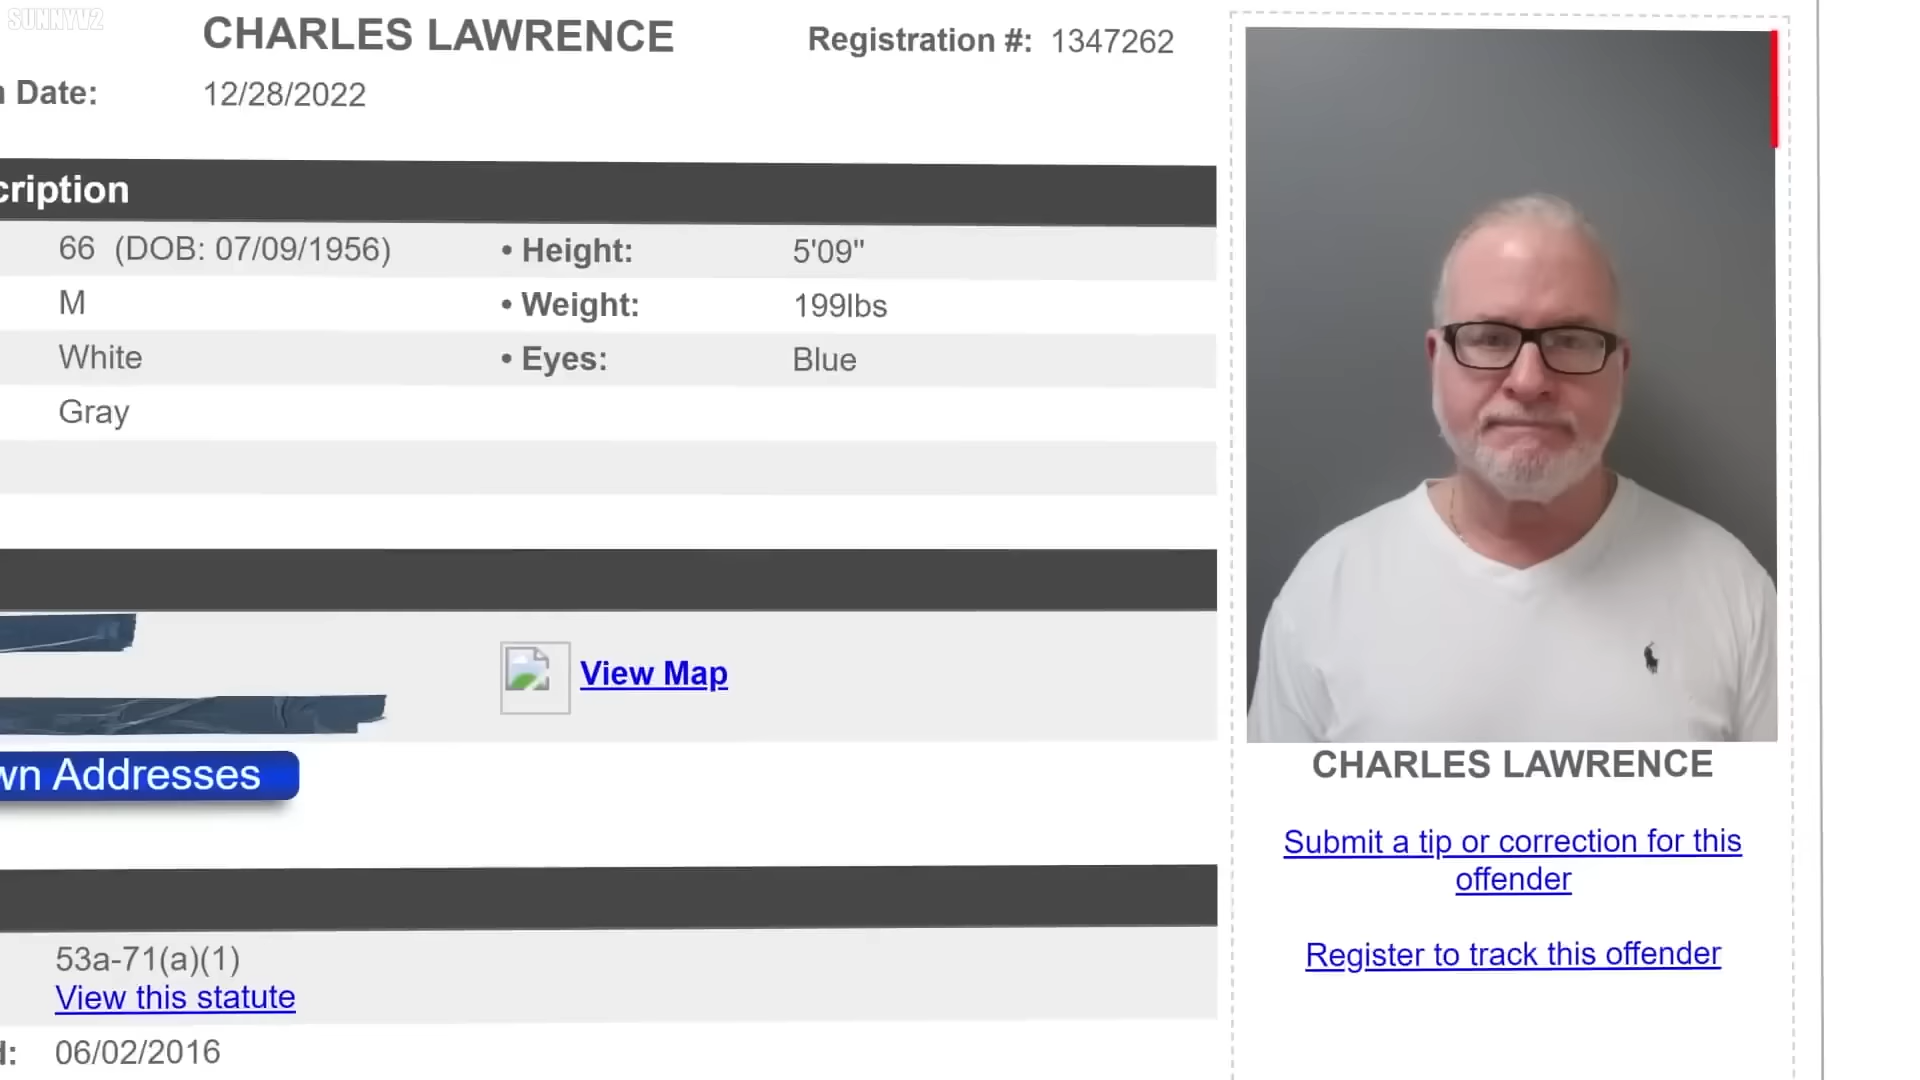 SUNNYV2
CHARLES LAWRENCE
Registration #: 1347262
n Date: 12/28/2022
cription
66 (DOB: 07/09/1956) • Height: 5'09"
M • Weight: 199lbs
White • Eyes: Blue
Gray
View Map
wn Addresses
CHARLES LAWRENCE
Submit a tip or correction for this
offender
Register to track this offender
53a-71(a)(1)
View this statute
d: 06/02/2016